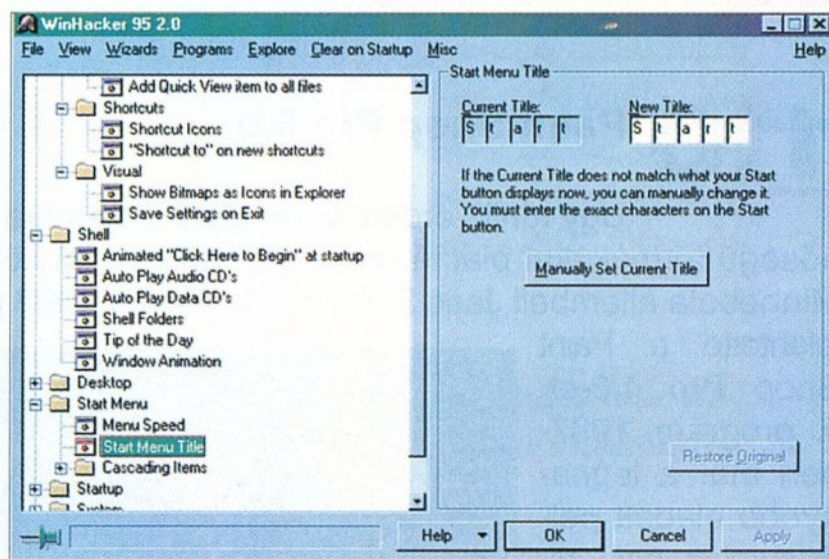 WinHacker 95 2.0
File View Wizards Programs Explore Clear on Startup Misc Help
Add Quick View item to all files
Shortcuts
Shortcut Icons
"Shortcut to" on new shortcuts
Visual
Show Bitmaps as Icons in Explorer
Save Settings on Exit
Shell
Animated "Click Here to Begin" at startup
Auto Play Audio CD's
Auto Play Data CD's
Shell Folders
Tip of the Day
Window Animation
Desktop
Start Menu
Menu Speed
Start Menu Title
Cascading Items
Startup
System
Start Menu Title
Current Title:
S t a r t
New Title:
S t a r t
If the Current Title does not match what your Start
button displays now, you can manually change it.
You must enter the exact characters on the Start
button.
Manually Set Current Title
Restore Original
Help OK Cancel Apply